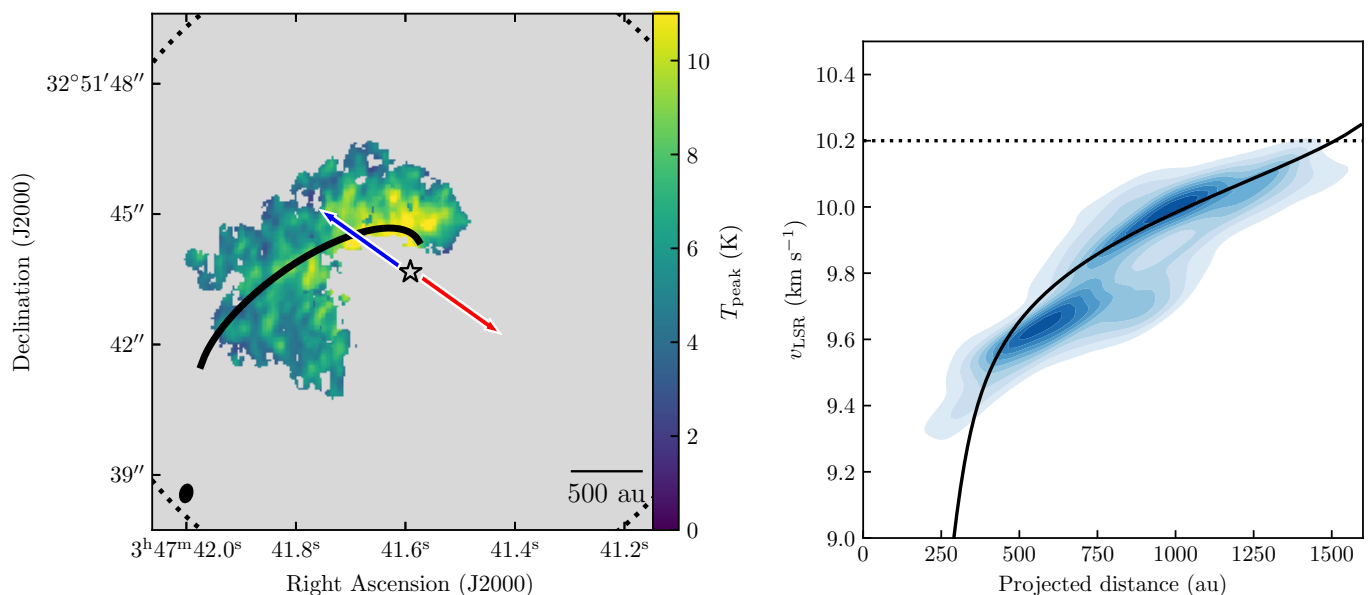 32°51′48″
45″
42″
39″
Declination (J2000)
3ʰ47ᵐ42.0ˢ
41.8ˢ
41.6ˢ
41.4ˢ
41.2ˢ
Right Ascension (J2000)
500 au
10
8
6
4
2
0
T_peak (K)
10.4
10.2
10.0
9.8
9.6
9.4
9.2
9.0
v_LSR (km s⁻¹)
0
250
500
750
1000
1250
1500
Projected distance (au)